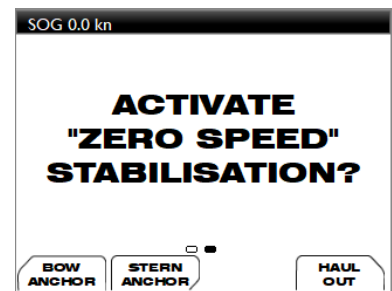 SOG 0.0 kn
ACTIVATE
"ZERO SPEED"
STABILISATION?
BOW STERN HAUL
ANCHOR ANCHOR OUT